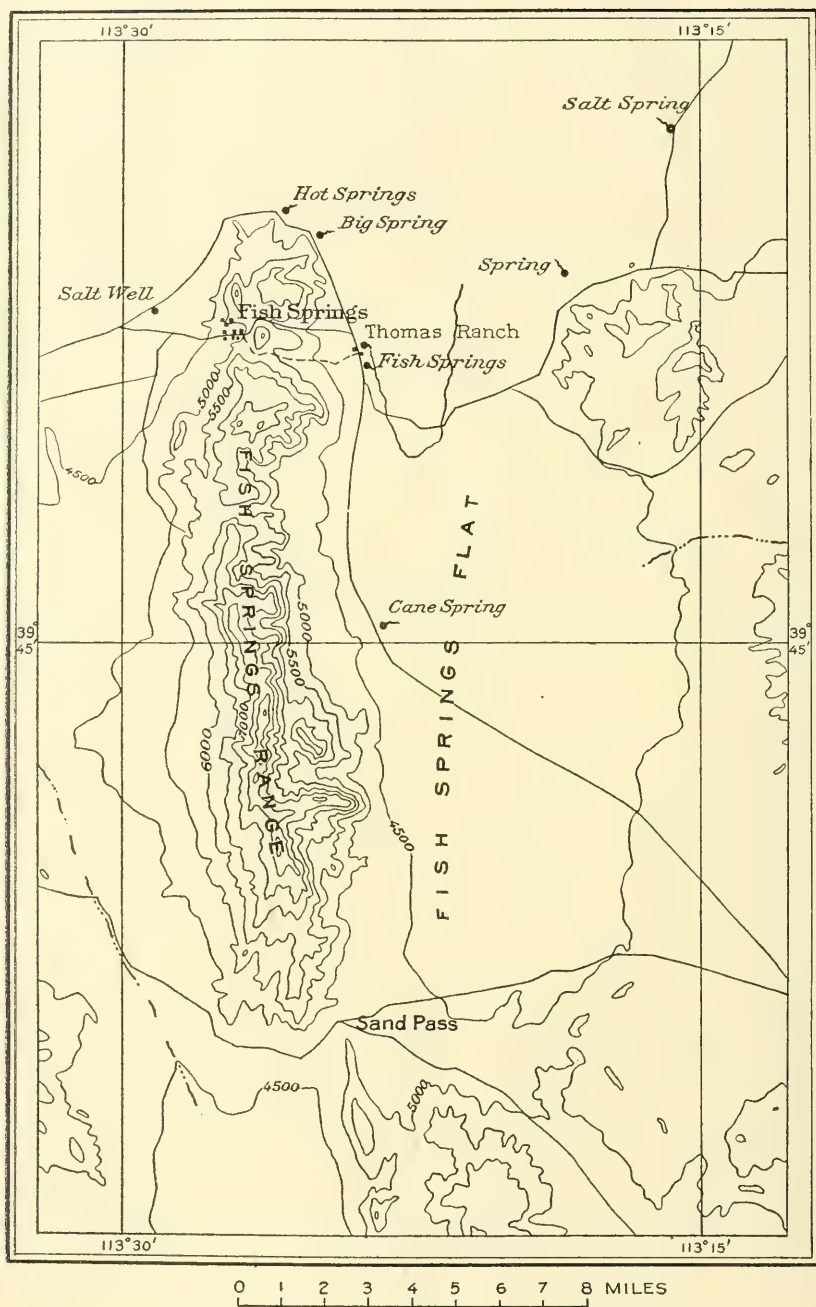 113° 30′
113° 15′
Salt Spring
Hot Springs
Big Spring
Spring
Salt Well
Fish Springs
Thomas Ranch
Fish Springs
5000
5500
4500
FISH SPRINGS RANGE
FISH SPRINGS FLAT
Cane Spring
39°
45′
39°
45′
5000
5500
7000
6000
4500
Sand Pass
4500
5000
113° 30′
113° 15′
0 1 2 3 4 5 6 7 8 MILES